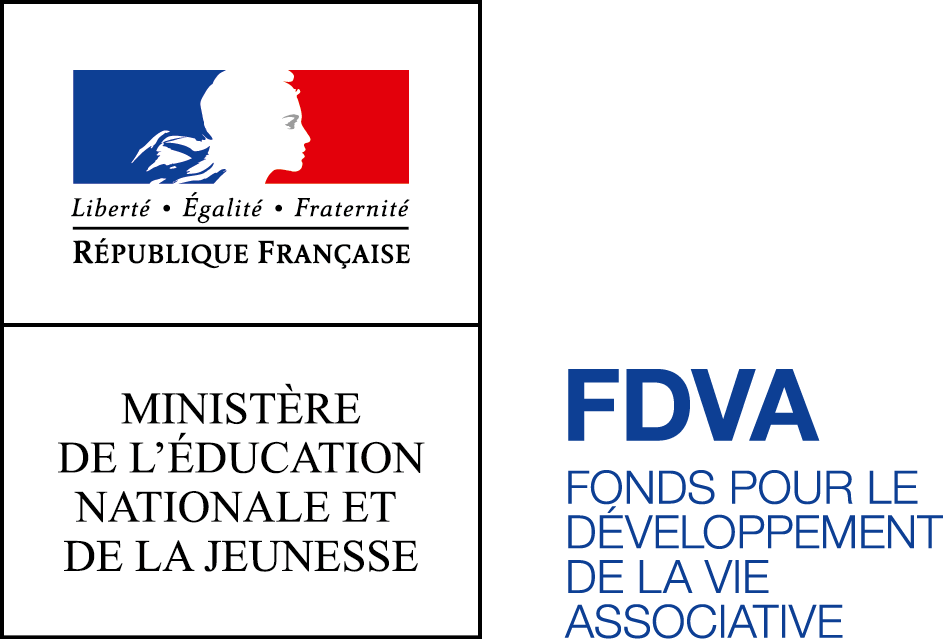 Liberté • Égalité • Fraternité
RÉPUBLIQUE FRANÇAISE
MINISTÈRE
DE L’ÉDUCATION
NATIONALE ET
DE LA JEUNESSE
FDVA
FONDS POUR LE
DÉVELOPPEMENT
DE LA VIE
ASSOCIATIVE